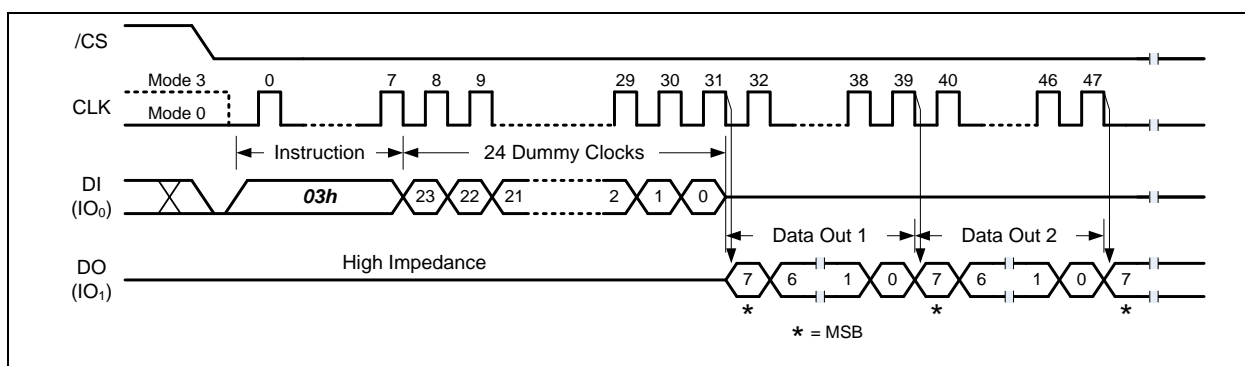 /CS
Mode 3
0 7 8 9 29 30 31 32 38 39 40 46 47
CLK
Mode 0
Instruction 24 Dummy Clocks
DI
(IO0)
03h 23 22 21 2 1 0
Data Out 1 Data Out 2
High Impedance
DO
(IO1)
7 6 1 0 7 6 1 0 7
* * *
* = MSB